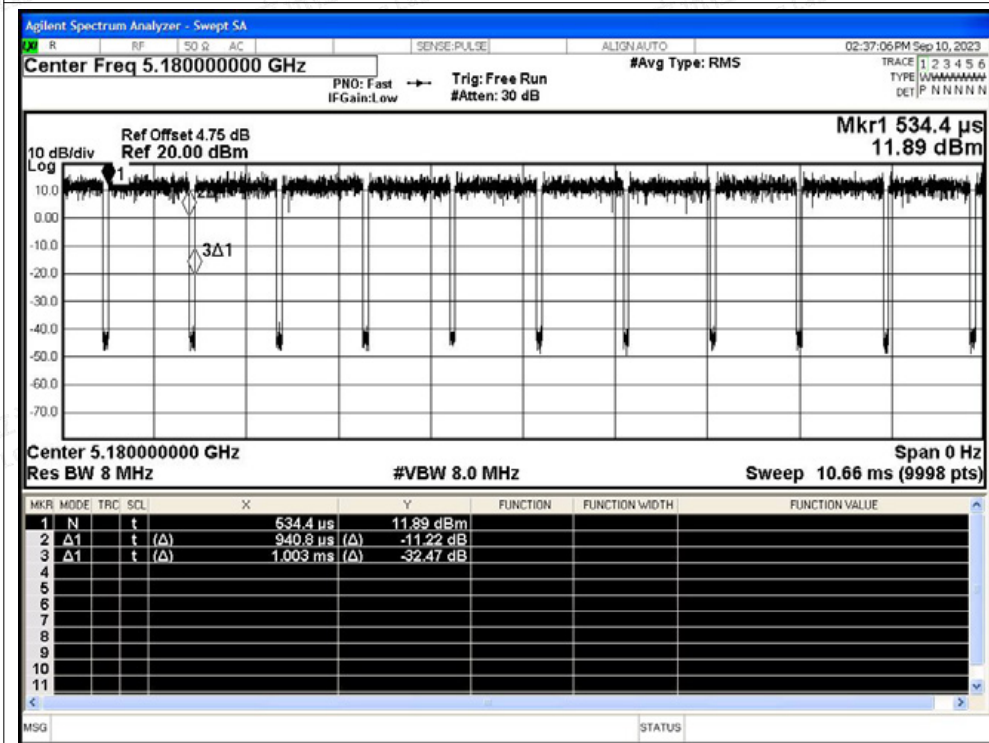 Agilent Spectrum Analyzer - Swept SA
LXI R RF 50 Ω AC SENSE:PULSE ALIGN AUTO 02:37:06 PM Sep 10, 2023
Center Freq 5.180000000 GHz #Avg Type: RMS TRACE 1 2 3 4 5 6
PNO: Fast Trig: Free Run TYPE WWWWWW
IFGain:Low #Atten: 30 dB DET P N N N N N
Ref Offset 4.75 dB Mkr1 534.4 µs
10 dB/div Ref 20.00 dBm 11.89 dBm
Log
1
10.0
0.00
3Δ1
-10.0
-20.0
-30.0
-40.0
-50.0
-60.0
-70.0
Center 5.180000000 GHz Span 0 Hz
Res BW 8 MHz #VBW 8.0 MHz Sweep 10.66 ms (9998 pts)
MKR MODE TRC SCL X Y FUNCTION FUNCTION WIDTH FUNCTION VALUE
1 N t 534.4 µs 11.89 dBm
2 Δ1 t (Δ) 940.8 µs (Δ) -11.22 dB
3 Δ1 t (Δ) 1.003 ms (Δ) -32.47 dB
4
5
6
7
8
9
10
11
MSG STATUS